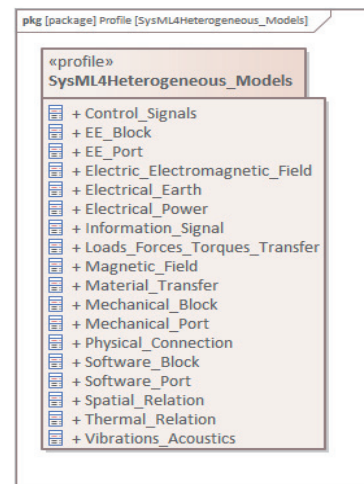 pkg [package] Profile [SysML4Heterogeneous_Models]
«profile»
SysML4Heterogeneous_Models
+ Control_Signals
+ EE_Block
+ EE_Port
+ Electric_Electromagnetic_Field
+ Electrical_Earth
+ Electrical_Power
+ Information_Signal
+ Loads_Forces_Torques_Transfer
+ Magnetic_Field
+ Material_Transfer
+ Mechanical_Block
+ Mechanical_Port
+ Physical_Connection
+ Software_Block
+ Software_Port
+ Spatial_Relation
+ Thermal_Relation
+ Vibrations_Acoustics